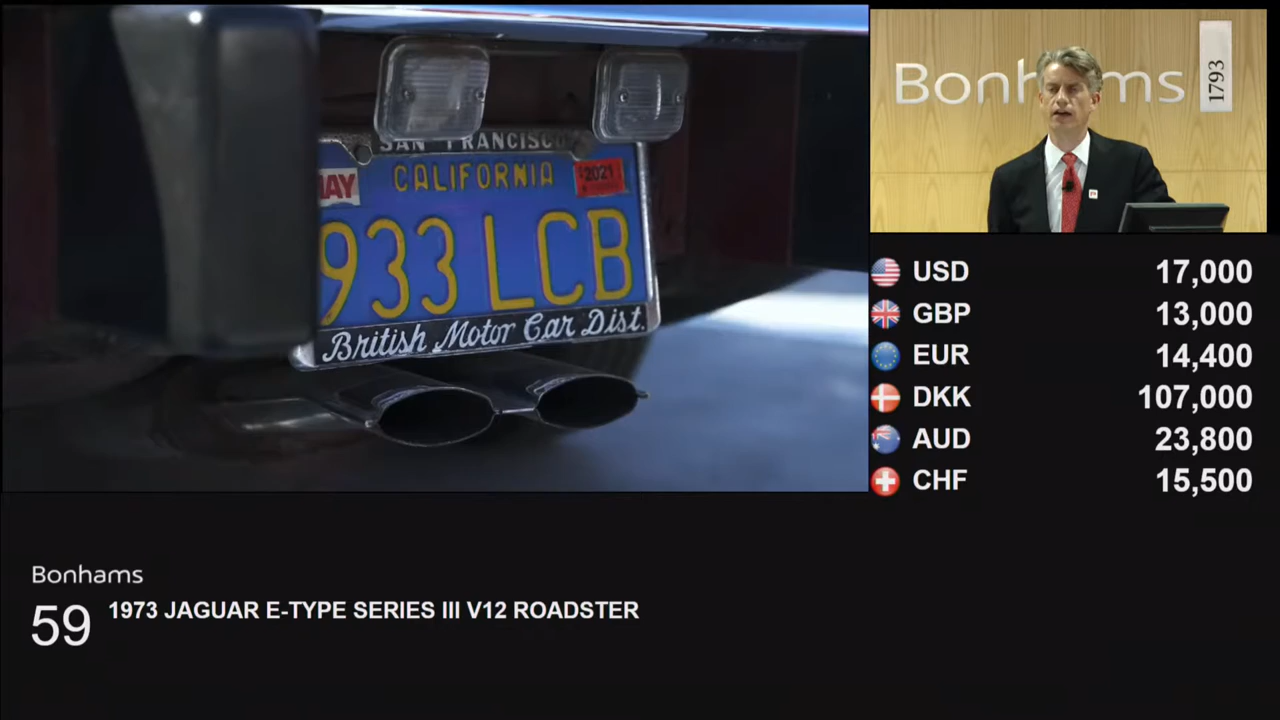 SAN FRANCISCO
CALIFORNIA
MAY
2021
933 LCB
British Motor Car Dist.
Bonhams
1793
USD 17,000
GBP 13,000
EUR 14,400
DKK 107,000
AUD 23,800
CHF 15,500
Bonhams
59
1973 JAGUAR E-TYPE SERIES III V12 ROADSTER